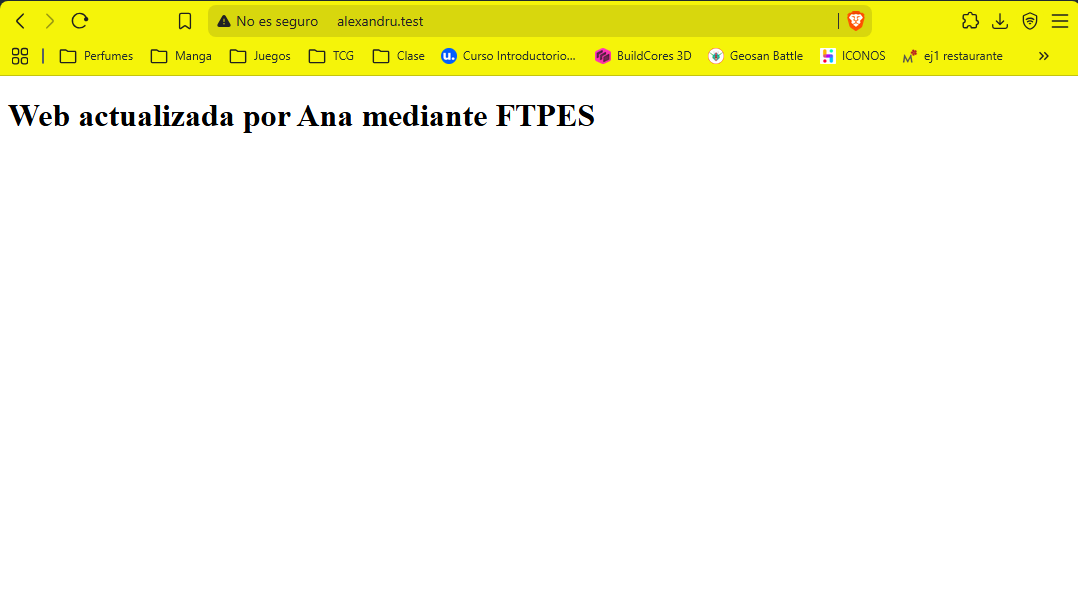 No es seguro alexandru.test
Perfumes Manga Juegos TCG Clase u. Curso Introductorio... BuildCores 3D Geosan Battle ICONOS M ej1 restaurante »
Web actualizada por Ana mediante FTPES